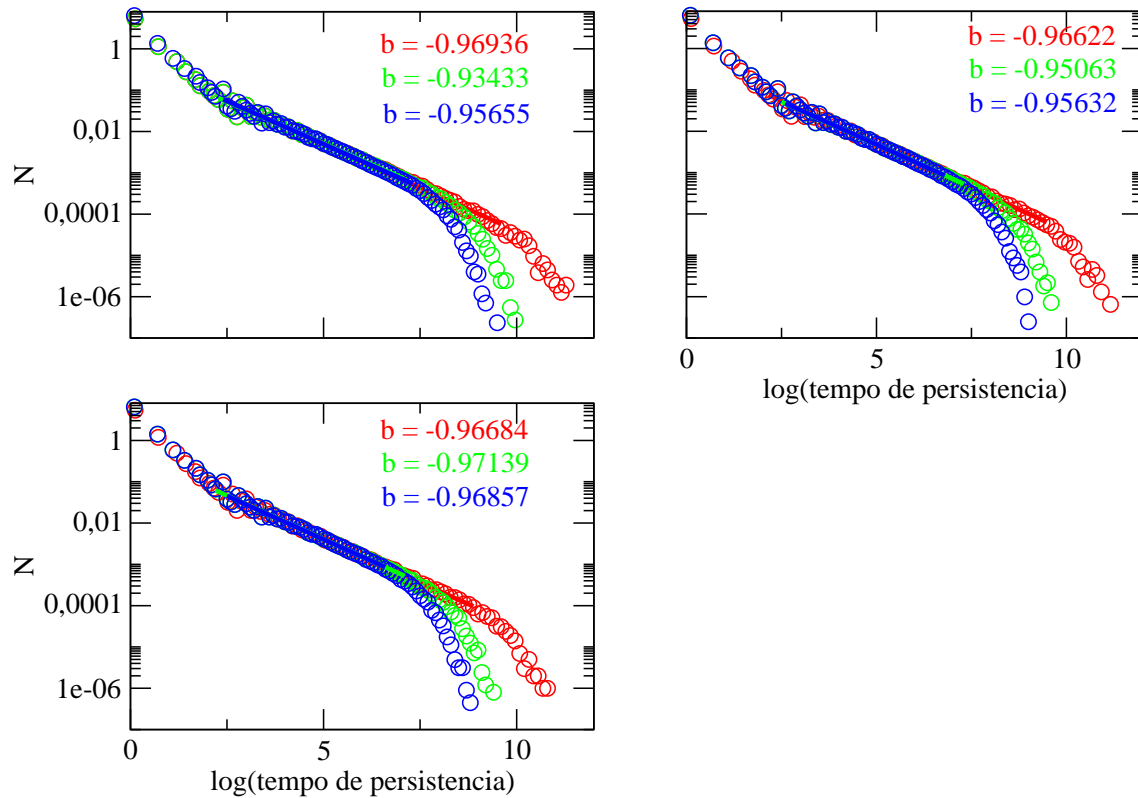 b = -0.96936
b = -0.93433
b = -0.95655
1
0,01
0,0001
1e-06
N
b = -0.96622
b = -0.95063
b = -0.95632
0
5
10
log(tempo de persistencia)
b = -0.96684
b = -0.97139
b = -0.96857
1
0,01
0,0001
1e-06
N
0
5
10
log(tempo de persistencia)